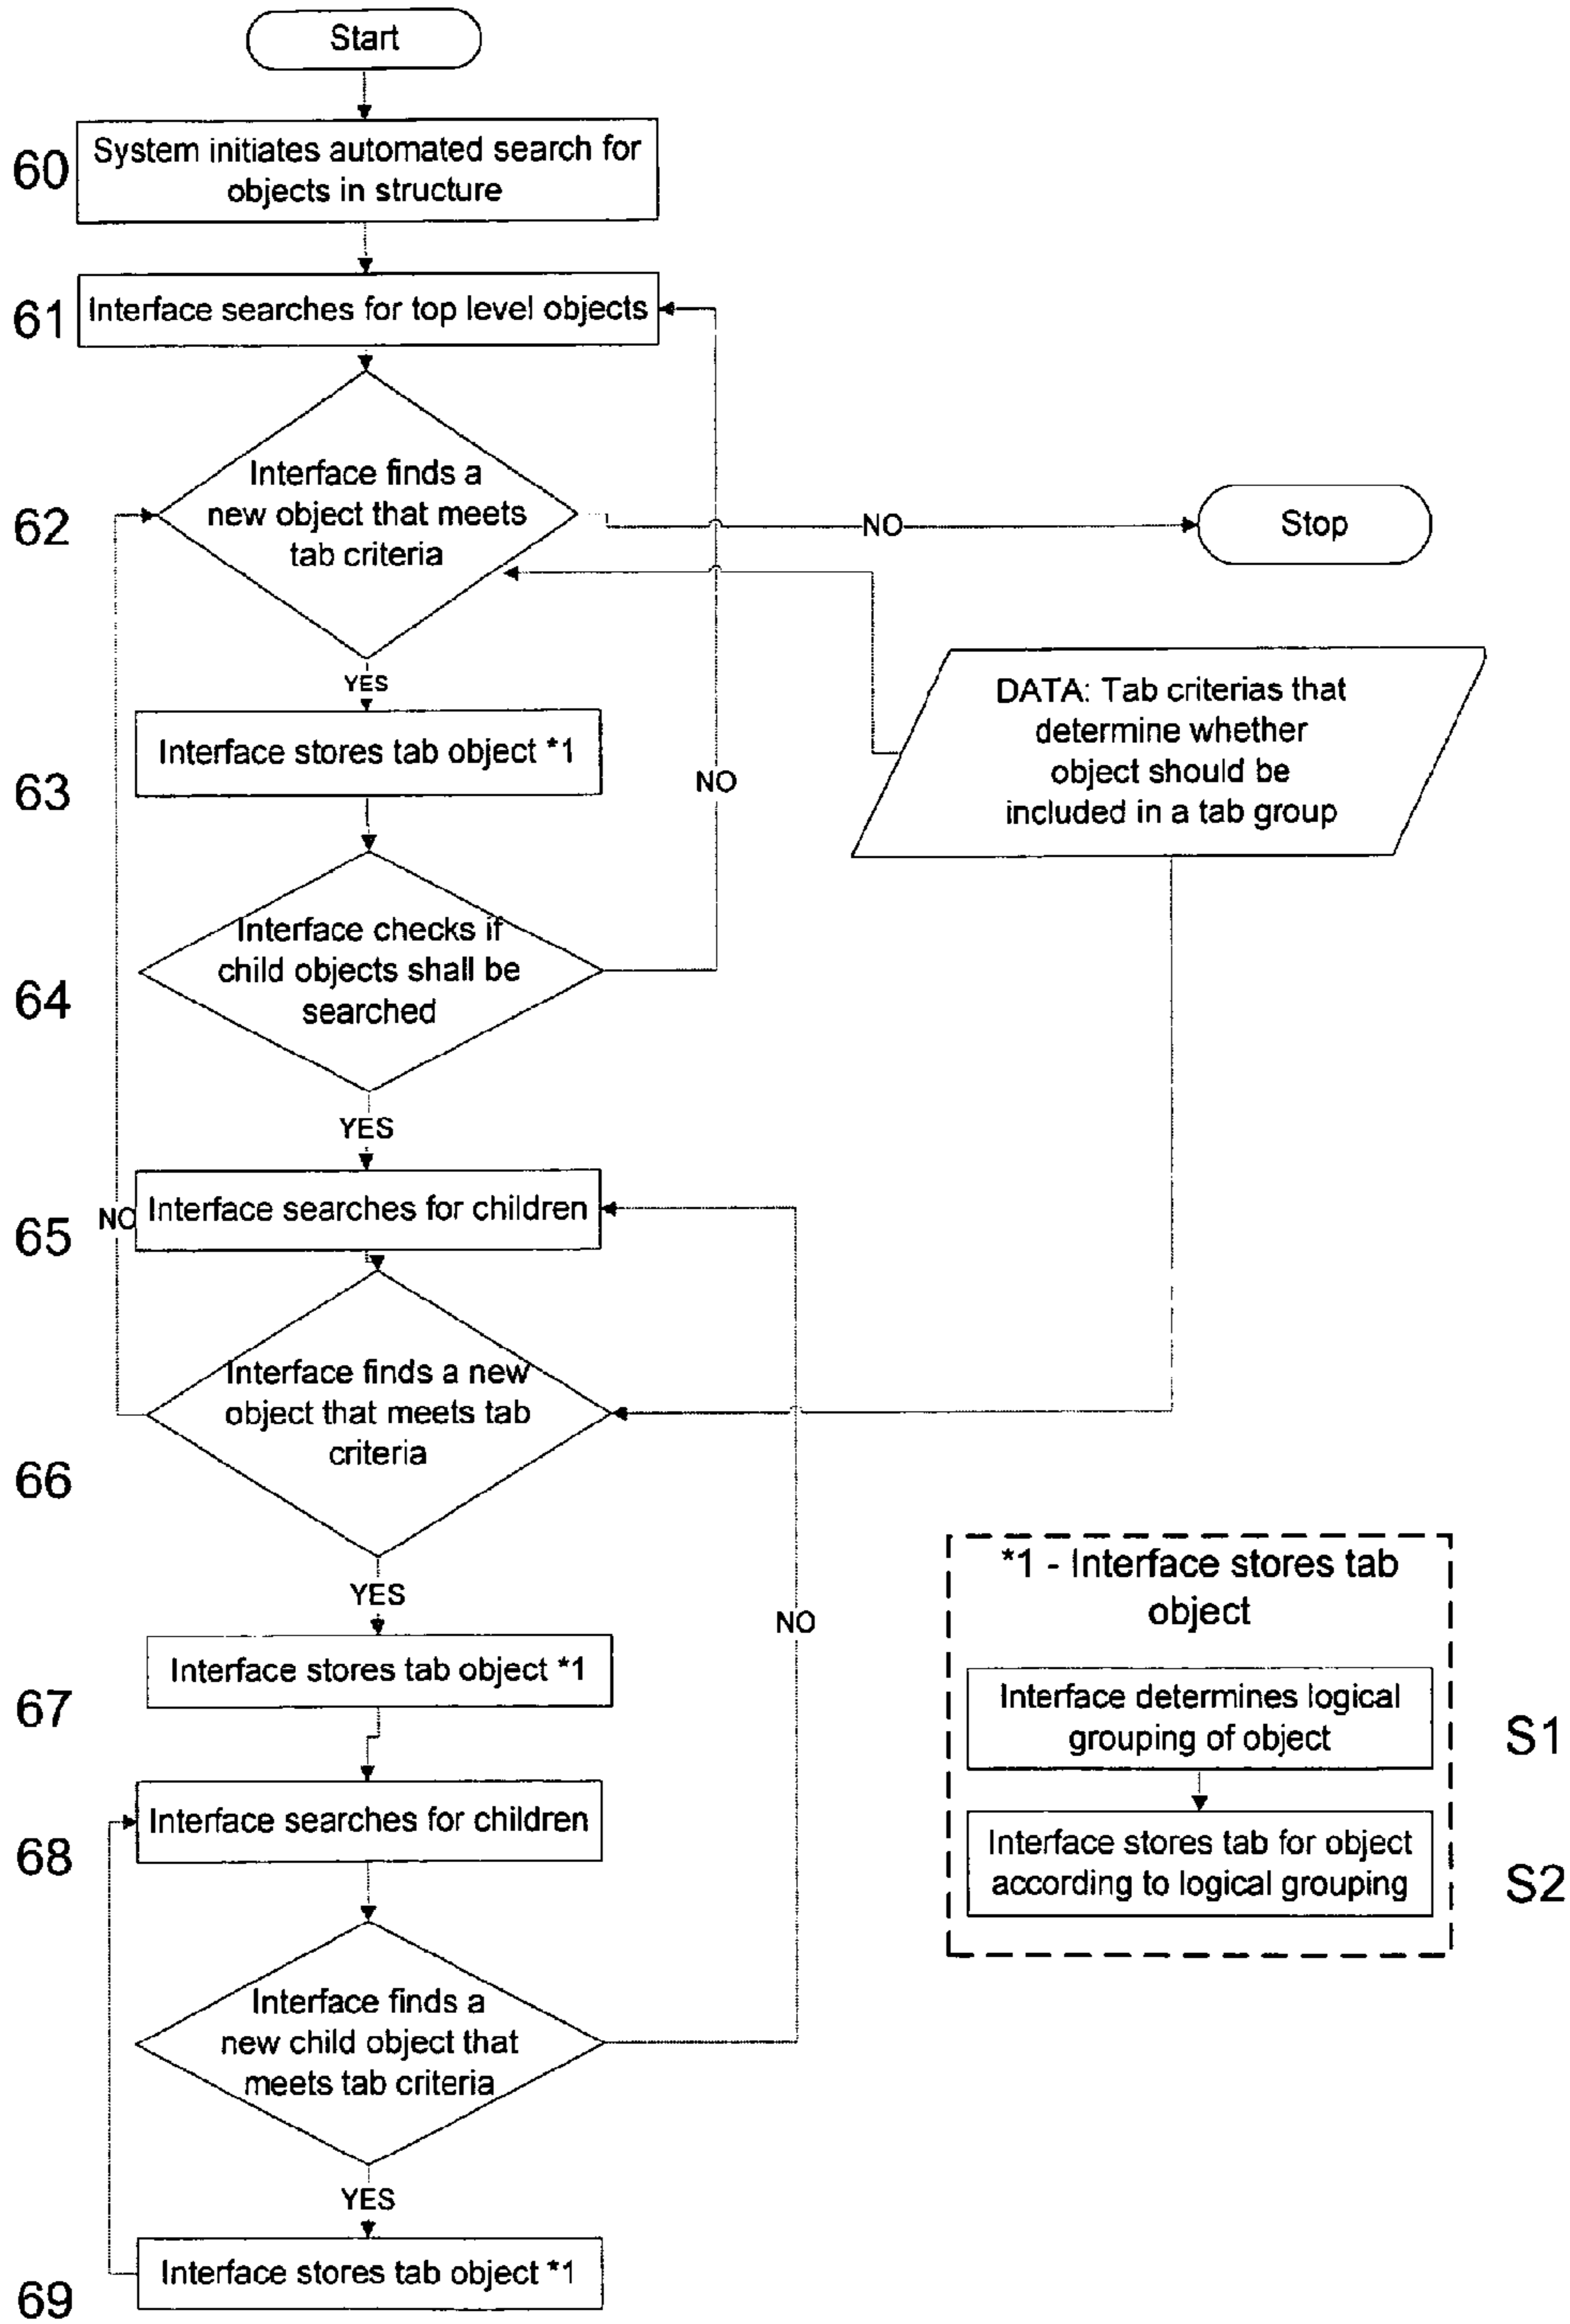 Start
60
System initiates automated search for
objects in structure
61
Interface searches for top level objects
62
Interface finds a
new object that meets
tab criteria
NO
Stop
YES
DATA: Tab criterias that
determine whether
object should be
included in a tab group
63
Interface stores tab object *1
NO
64
Interface checks if
child objects shall be
searched
YES
65
NO
Interface searches for children
66
Interface finds a new
object that meets tab
criteria
YES
NO
67
Interface stores tab object *1
68
Interface searches for children
Interface finds a
new child object that
meets tab criteria
YES
69
Interface stores tab object *1
*1 - Interface stores tab
object
Interface determines logical
grouping of object
S1
Interface stores tab for object
according to logical grouping
S2